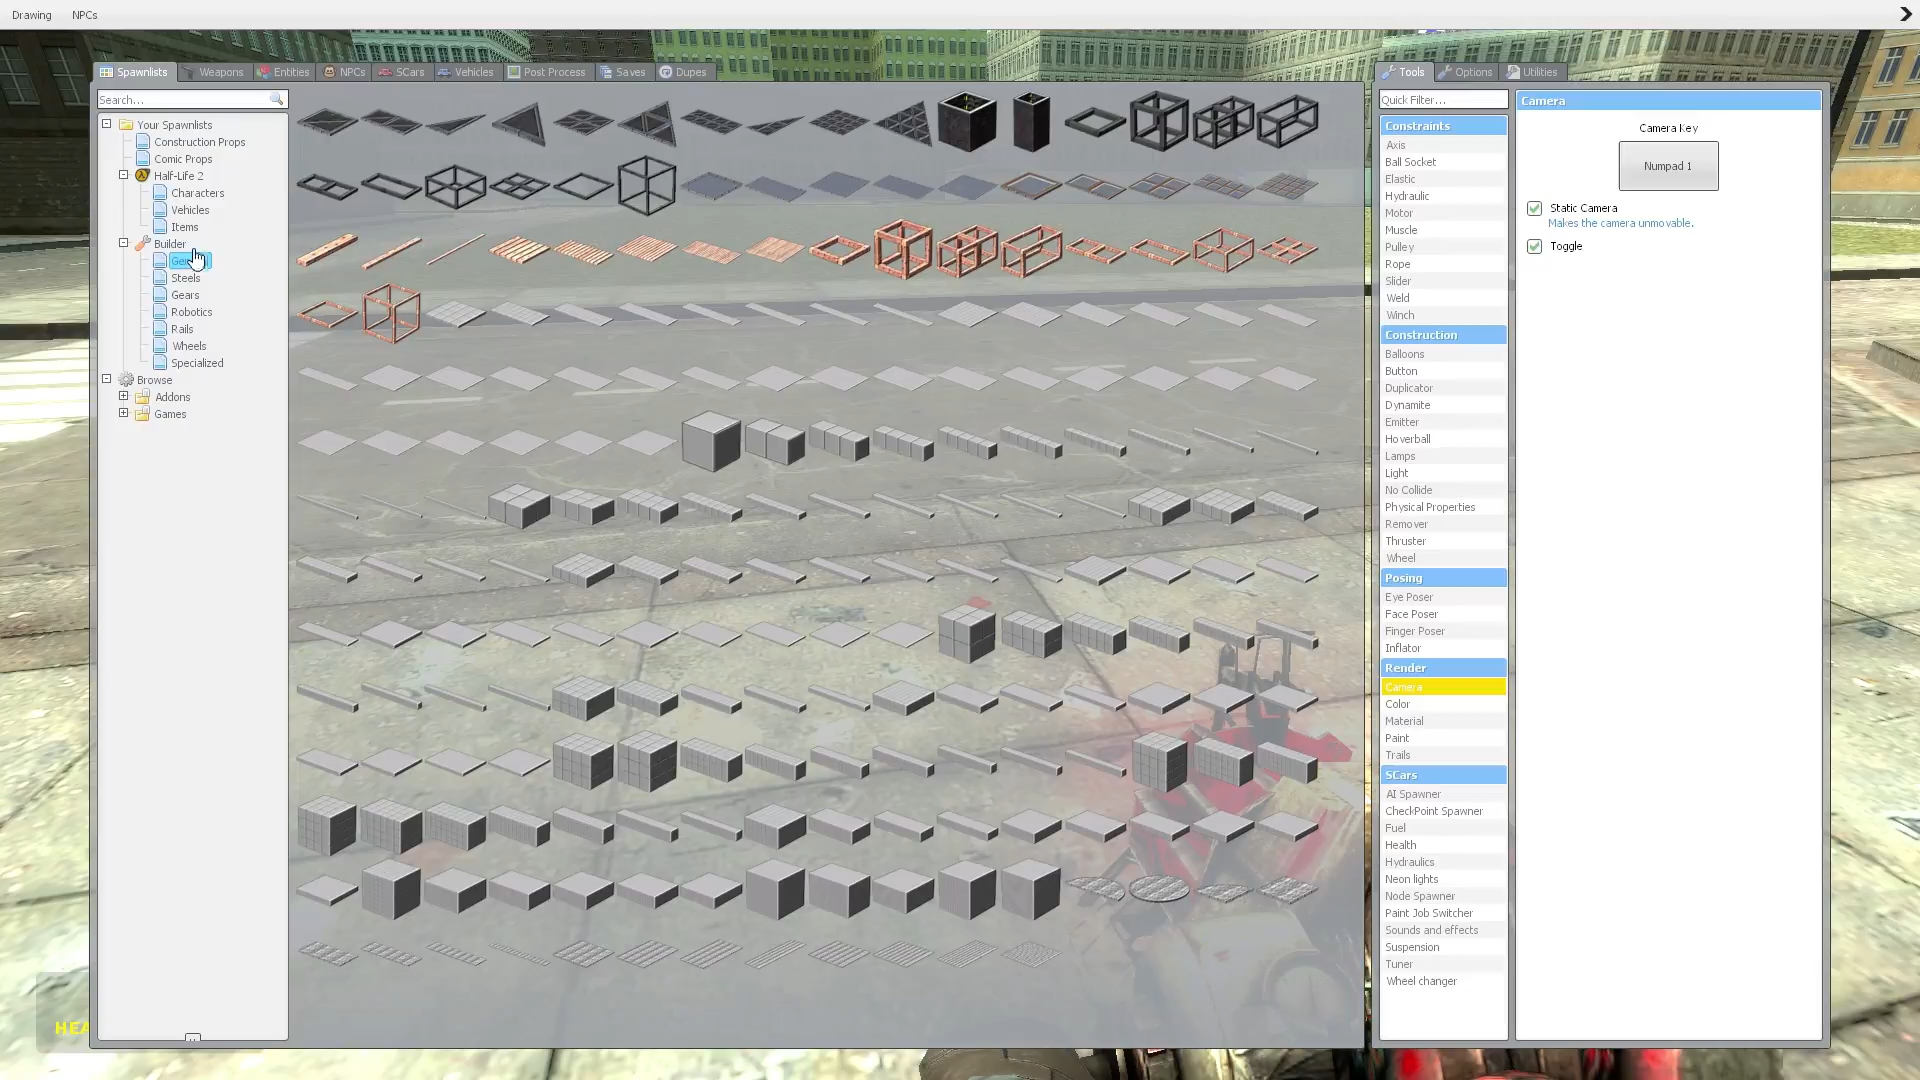 Drawing NPCs
Spawnlists Weapons Entities NPCs SCars Vehicles Post Process Saves Dupes
Search...
Your Spawnlists
Construction Props
Comic Props
Half-Life 2
Characters
Vehicles
Items
Builder
Steels
Gears
Robotics
Rails
Wheels
Specialized
Browse
Addons
Games
HEA
Tools Options Utilities
Quick Filter...
Constraints
Axis
Ball Socket
Elastic
Hydraulic
Motor
Muscle
Pulley
Rope
Slider
Weld
Winch
Construction
Balloons
Button
Duplicator
Dynamite
Emitter
Hoverball
Lamps
Light
No Collide
Physical Properties
Remover
Thruster
Wheel
Posing
Eye Poser
Face Poser
Finger Poser
Inflator
Render
Camera
Color
Material
Paint
Trails
SCars
AI Spawner
CheckPoint Spawner
Fuel
Health
Hydraulics
Neon lights
Node Spawner
Paint Job Switcher
Sounds and effects
Suspension
Tuner
Wheel changer
Camera
Camera Key
Numpad 1
Static Camera
Makes the camera unmovable.
Toggle